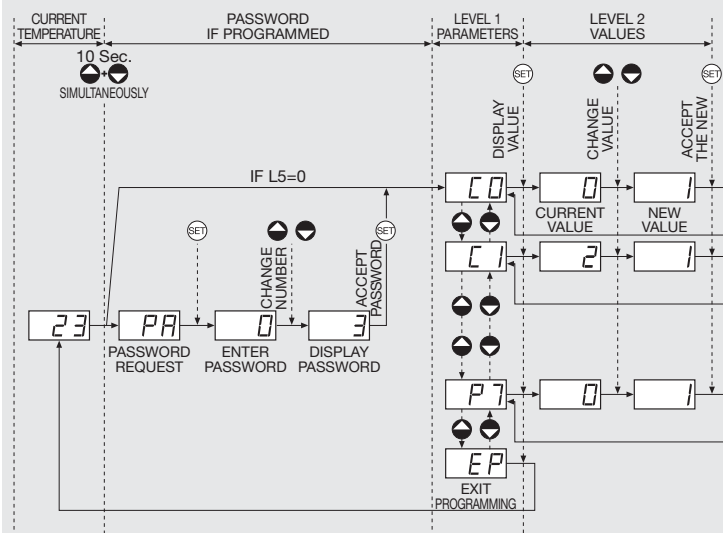 CURRENT
TEMPERATURE
PASSWORD
IF PROGRAMMED
LEVEL 1
PARAMETERS
LEVEL 2
VALUES
10 Sec.
+
SIMULTANEOUSLY
SET
SET
DISPLAY
VALUE
CHANGE
VALUE
ACCEPT
THE NEW
IF L5=0
C0
0
1
CURRENT
VALUE
NEW
VALUE
SET
CHANGE
NUMBER
ACCEPT
PASSWORD
SET
C1
2
1
23
PA
0
3
PASSWORD
REQUEST
ENTER
PASSWORD
DISPLAY
PASSWORD
P7
0
1
EP
EXIT
PROGRAMMING